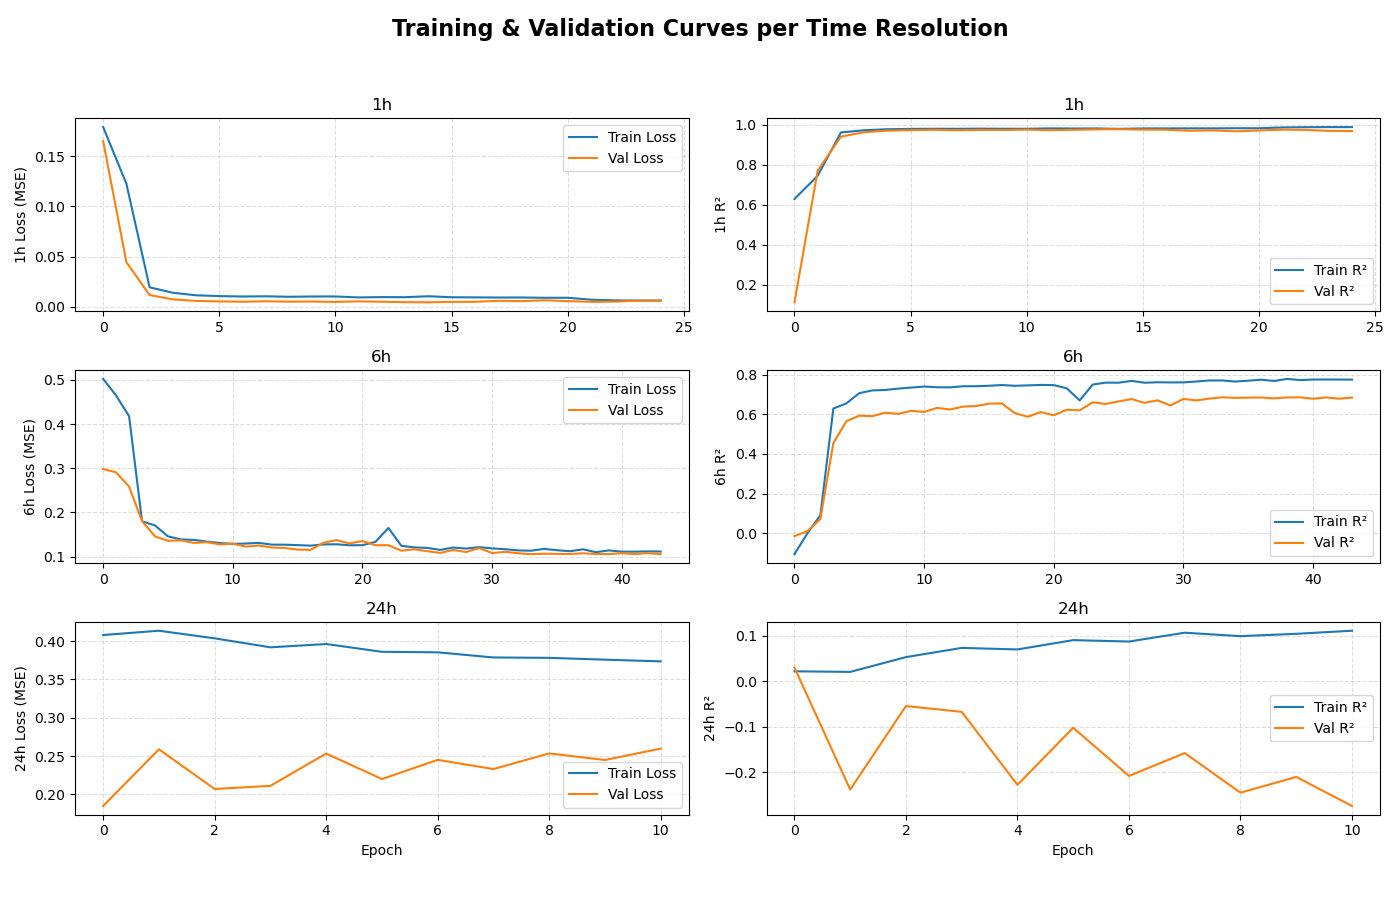 Training & Validation Curves per Time Resolution
1h
1h Loss (MSE)
0.15
0.10
0.05
0.00
0 5 10 15 20 25
Train Loss
Val Loss
1h
1h R²
1.0
0.8
0.6
0.4
0.2
0 5 10 15 20 25
Train R²
Val R²
6h
6h Loss (MSE)
0.5
0.4
0.3
0.2
0.1
0 10 20 30 40
Train Loss
Val Loss
6h
6h R²
0.8
0.6
0.4
0.2
0.0
0 10 20 30 40
Train R²
Val R²
24h
24h Loss (MSE)
0.40
0.35
0.30
0.25
0.20
0 2 4 6 8 10
Epoch
Train Loss
Val Loss
24h
24h R²
0.1
0.0
−0.1
−0.2
0 2 4 6 8 10
Epoch
Train R²
Val R²